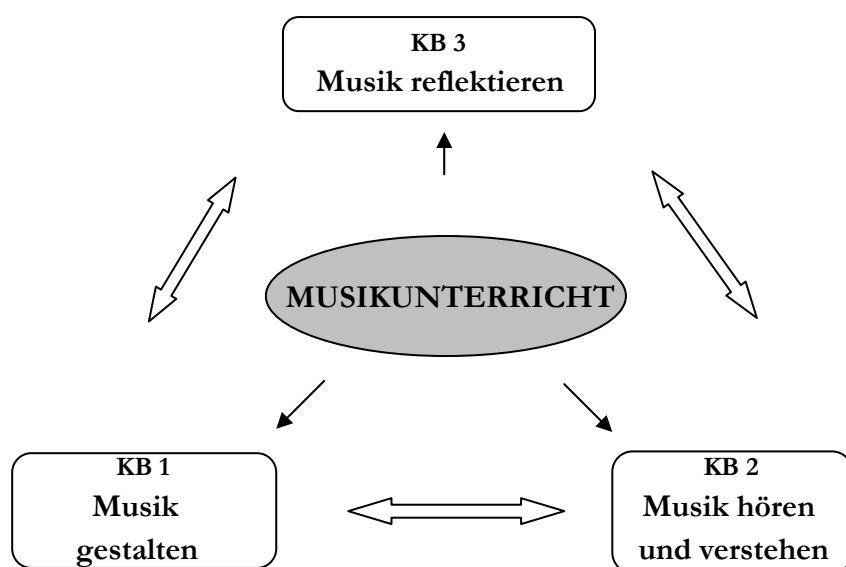 KB 3
Musik reflektieren
MUSIKUNTERRICHT
KB 1
Musik
gestalten
KB 2
Musik hören
und verstehen